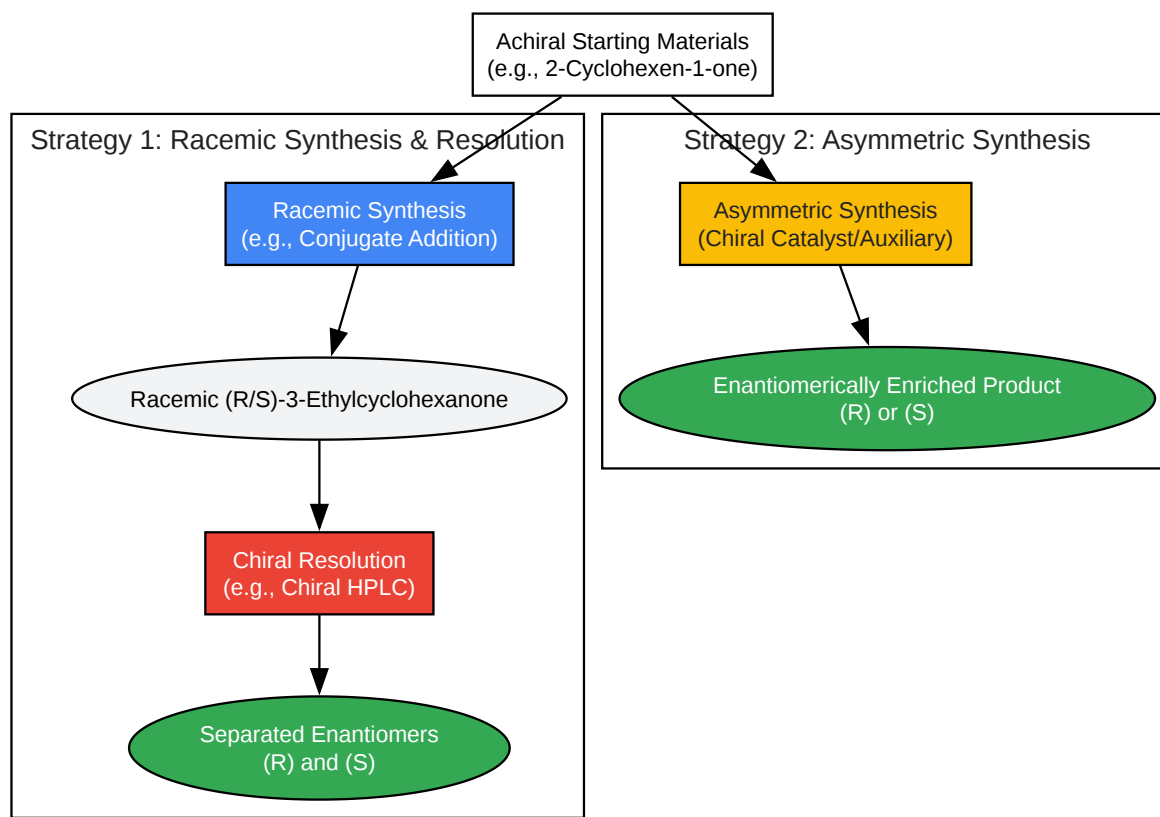 Achiral Starting Materials
(e.g., 2-Cyclohexen-1-one)
Strategy 1: Racemic Synthesis & Resolution
Racemic Synthesis
(e.g., Conjugate Addition)
Racemic (R/S)-3-Ethylcyclohexanone
Chiral Resolution
(e.g., Chiral HPLC)
Separated Enantiomers
(R) and (S)
Strategy 2: Asymmetric Synthesis
Asymmetric Synthesis
(Chiral Catalyst/Auxiliary)
Enantiomerically Enriched Product
(R) or (S)